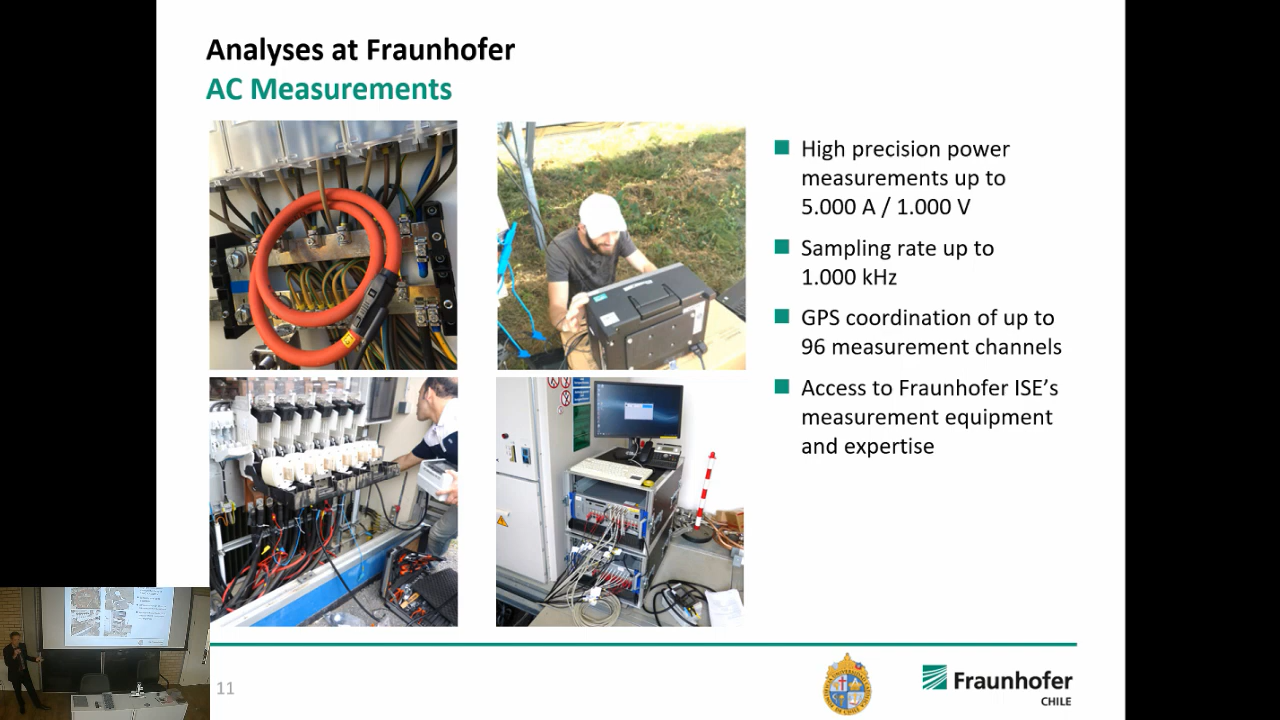 Analyses at Fraunhofer
AC Measurements
High precision power
measurements up to
5.000 A / 1.000 V
Sampling rate up to
1.000 kHz
GPS coordination of up to
96 measurement channels
Access to Fraunhofer ISE’s
measurement equipment
and expertise
11
Fraunhofer
CHILE